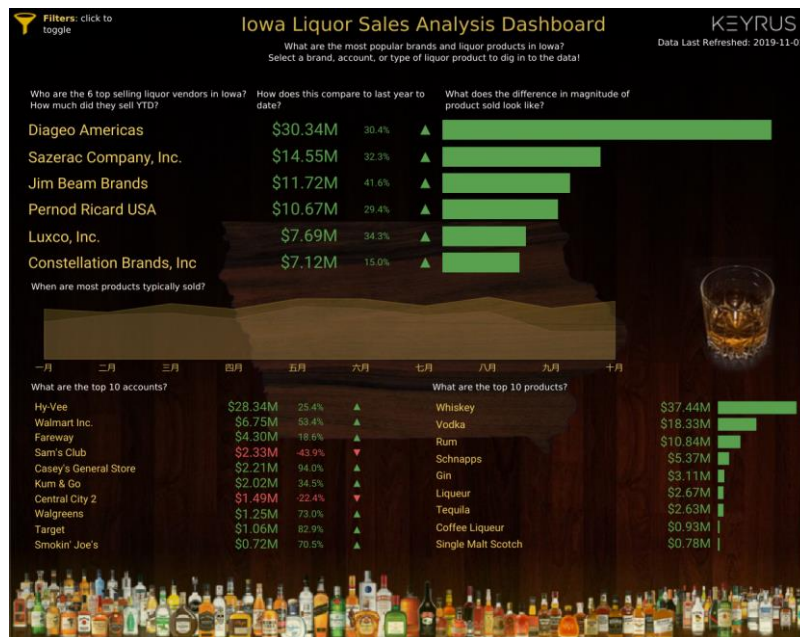 Filters: click to
toggle
Iowa Liquor Sales Analysis Dashboard
KEYRUS
What are the most popular brands and liquor products in Iowa?
Select a brand, account, or type of liquor product to dig in to the data!
Data Last Refreshed: 2019-11-0
Who are the 6 top selling liquor vendors in Iowa?
How much did they sell YTD?
How does this compare to last year to
date?
What does the difference in magnitude of
product sold look like?
Diageo Americas $30.34M 30.4% ▲
Sazerac Company, Inc. $14.55M 32.3% ▲
Jim Beam Brands $11.72M 41.6% ▲
Pernod Ricard USA $10.67M 29.4% ▲
Luxco, Inc. $7.69M 34.3% ▲
Constellation Brands, Inc $7.12M 15.0% ▲
When are most products typically sold?
一月 二月 三月 四月 五月 六月 七月 八月 九月 十月
What are the top 10 accounts?
Hy-Vee $28.34M 25.4% ▲
Walmart Inc. $6.75M 53.4% ▲
Fareway $4.30M 18.6% ▲
Sam's Club $2.33M -43.9% ▼
Casey's General Store $2.21M 94.0% ▲
Kum & Go $2.02M 34.5% ▲
Central City 2 $1.49M -22.4% ▼
Walgreens $1.25M 73.0% ▲
Target $1.06M 82.9% ▲
Smokin' Joe's $0.72M 70.5% ▲
What are the top 10 products?
Whiskey $37.44M
Vodka $18.33M
Rum $10.84M
Schnapps $5.37M
Gin $3.11M
Liqueur $2.67M
Tequila $2.63M
Coffee Liqueur $0.93M
Single Malt Scotch $0.78M